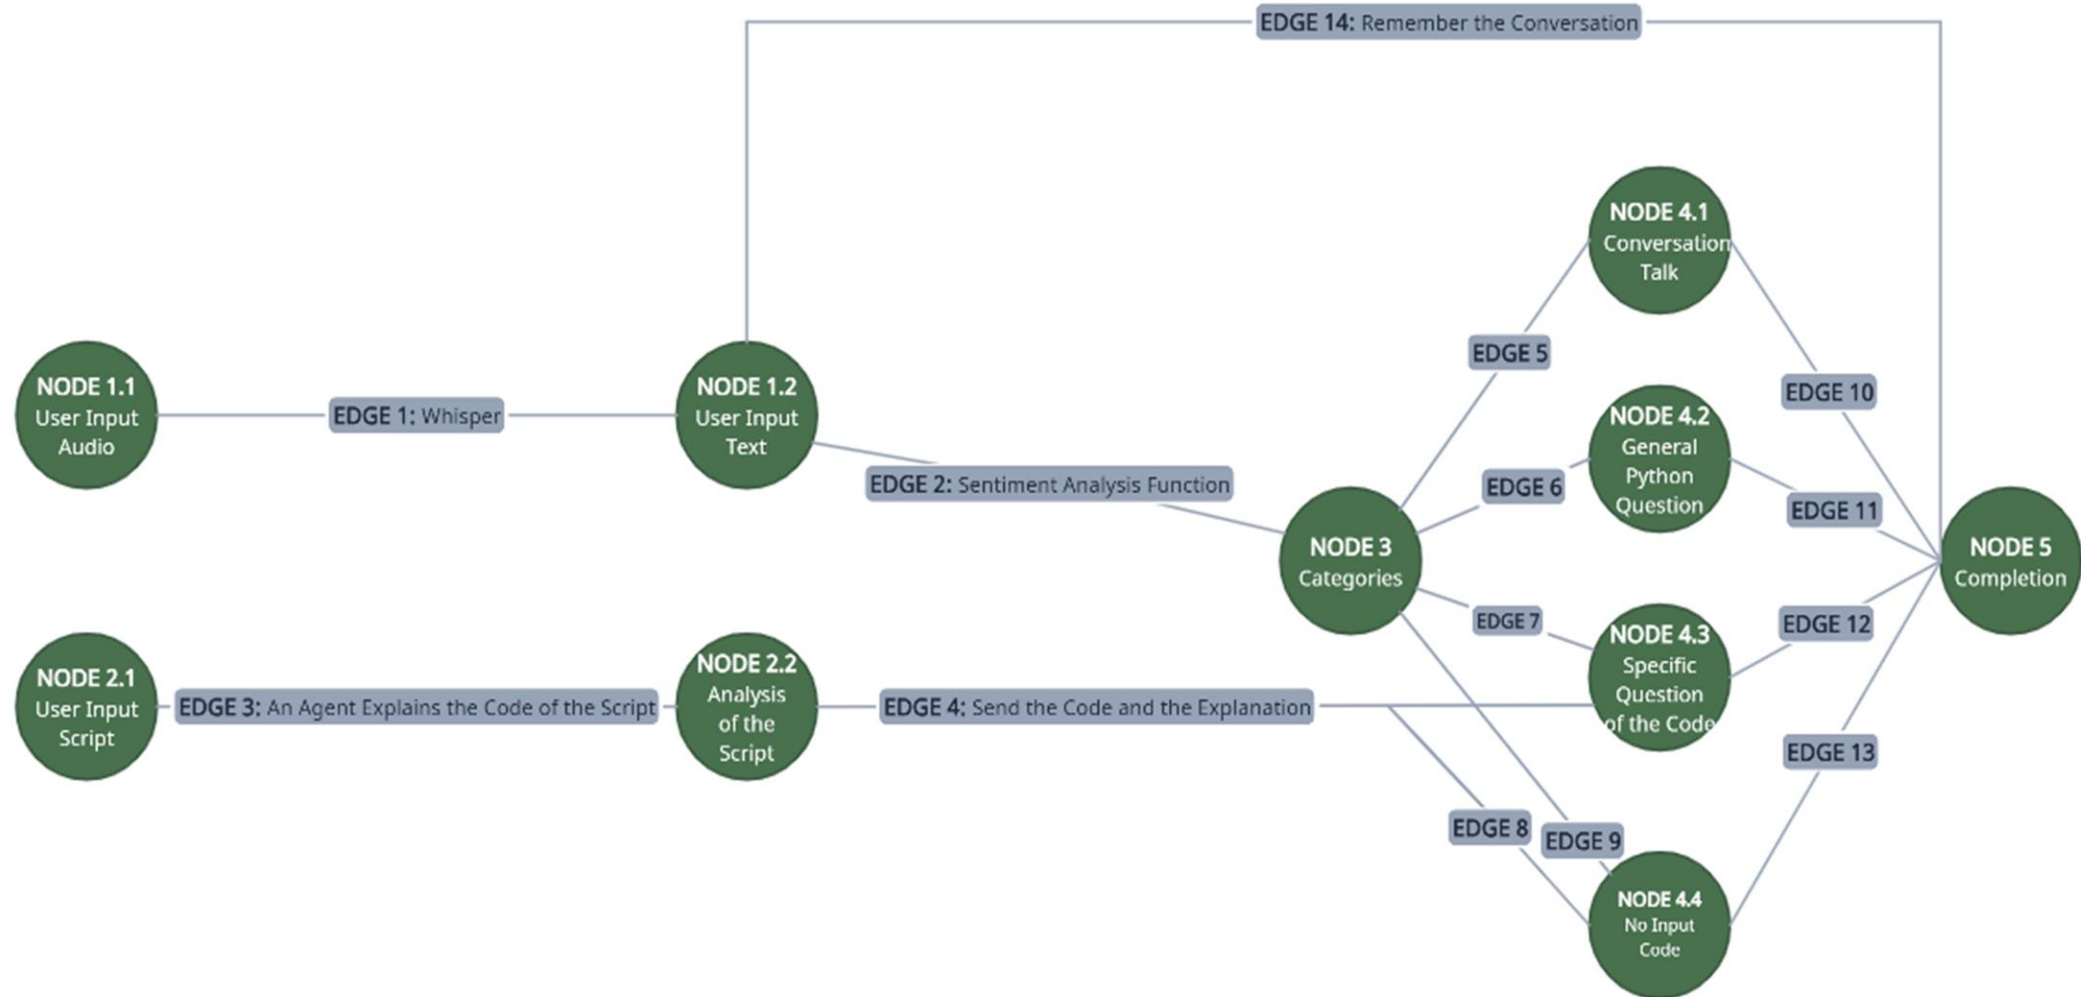 EDGE 14: Remember the Conversation
NODE 4.1
Conversation
Talk
EDGE 5
EDGE 10
NODE 1.1
User Input
Audio
EDGE 1: Whisper
NODE 1.2
User Input
Text
NODE 4.2
General
Python
Question
EDGE 2: Sentiment Analysis Function
EDGE 6
EDGE 11
NODE 3
Categories
NODE 5
Completion
EDGE 7
EDGE 12
NODE 4.3
Specific
Question
of the Code
NODE 2.1
User Input
Script
EDGE 3: An Agent Explains the Code of the Script
NODE 2.2
Analysis
of the
Script
EDGE 4: Send the Code and the Explanation
EDGE 13
EDGE 8
EDGE 9
NODE 4.4
No Input
Code